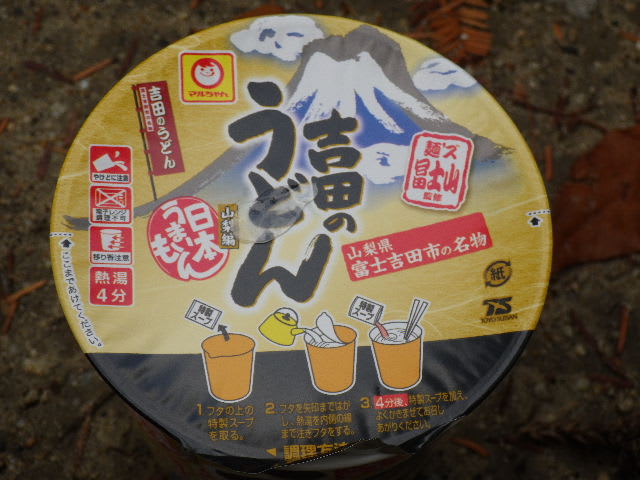 マルちゃん
吉田のうどん
吉田の
うどん
麺ズ
冨士山
監修
山梨編
日本
うまいもん
山梨県
富士吉田市の名物
やけどに注意
電子レンジ
調理不可
移り香注意
熱湯
4分
ここまであけてください。
紙
TS
TOYO SUISAN
特製
スープ
特製
スープ
1 フタの上の
特製スープ
を取る。
2 フタを矢印まではが
し、熱湯を内側の線
まで注ぎフタをする。
3 4分後、特製スープを加え、
よくかきまぜてお召し
あがりください。
◀調理方法